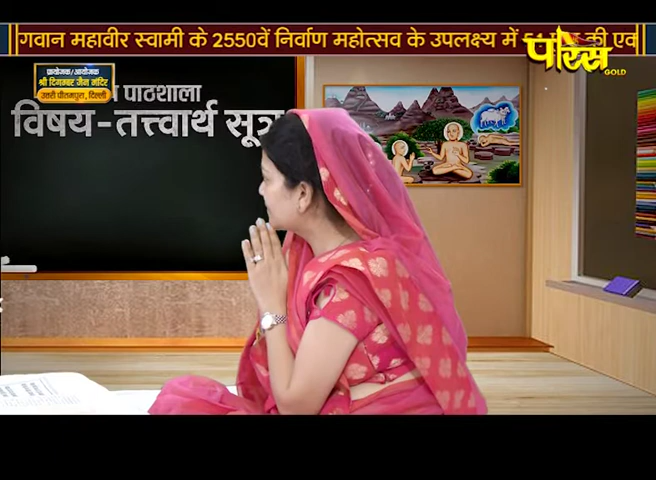 गवान महावीर स्वामी के 2550वें निर्वाण महोत्सव के उपलक्ष्य में
पारस
GOLD
प्रायोजक/आयोजक
श्री दिगम्बर जैन मंदिर
उत्तरी पीतमपुरा, दिल्ली
पाठशाला
विषय-तत्त्वार्थ सूत्र